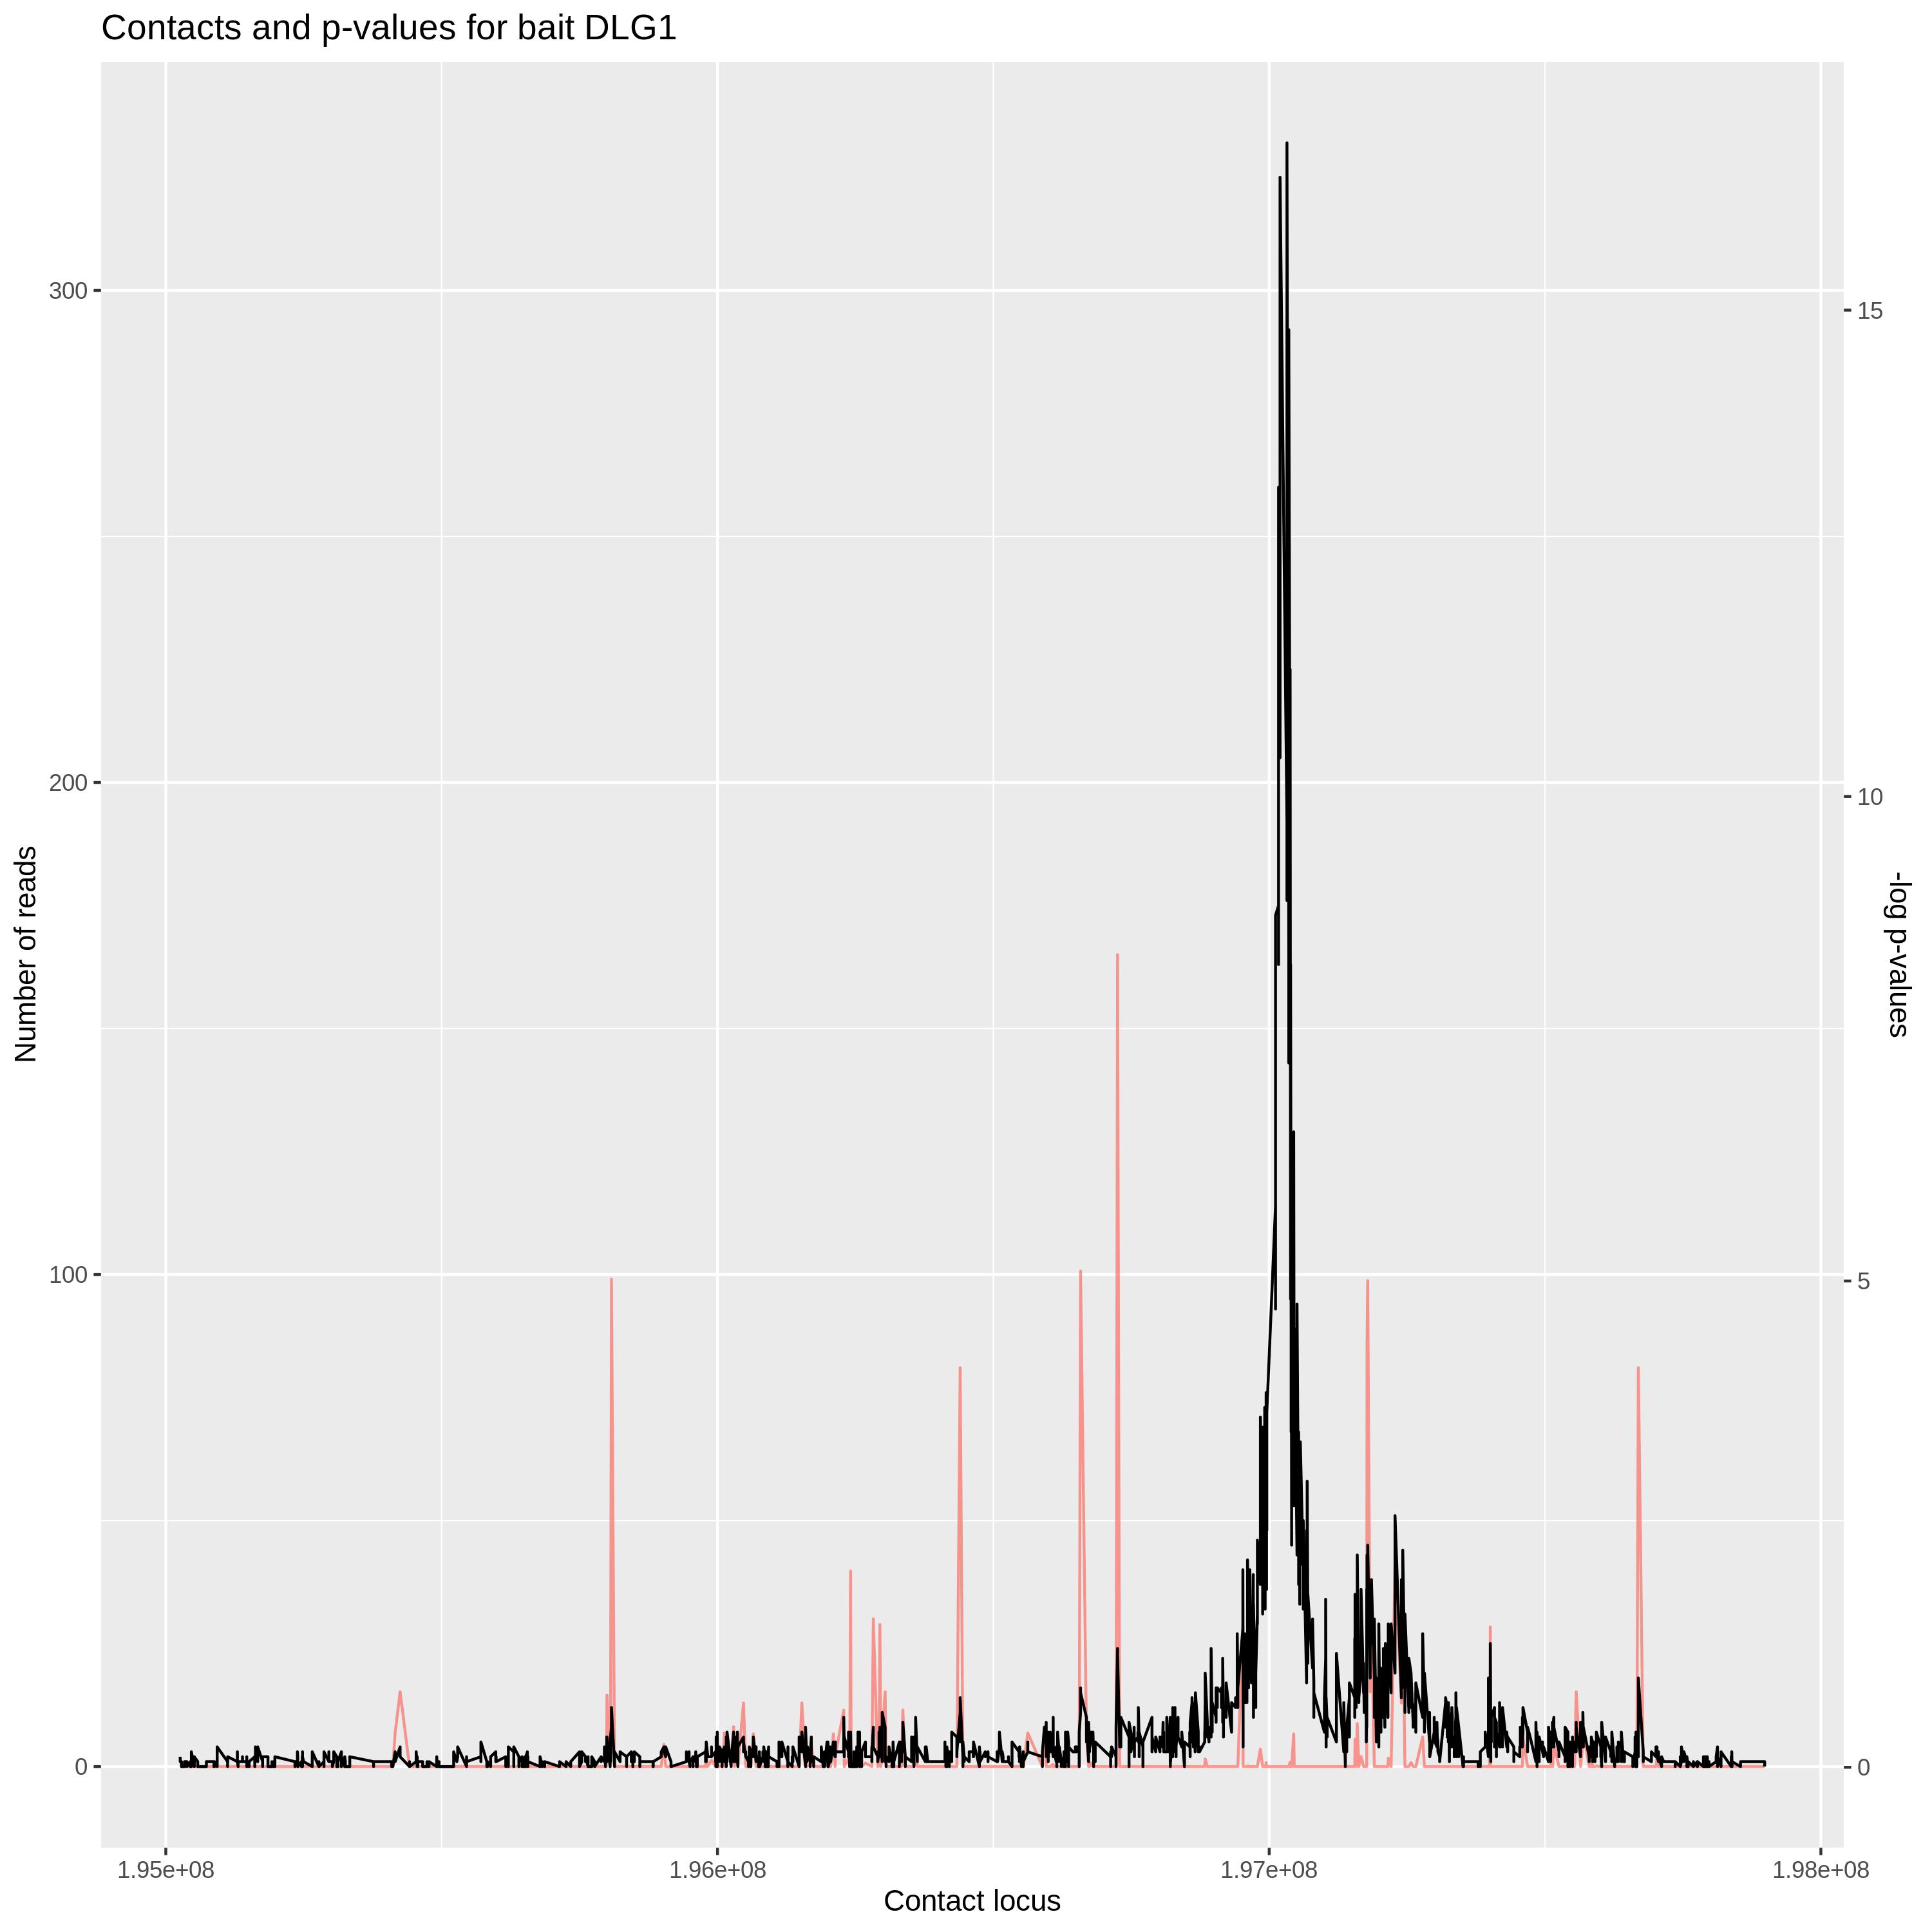 Contacts and p-values for bait DLG1
Number of reads
300
200
100
0
15
10
5
0
-log p-values
1.95e+08
1.96e+08
1.97e+08
1.98e+08
Contact locus